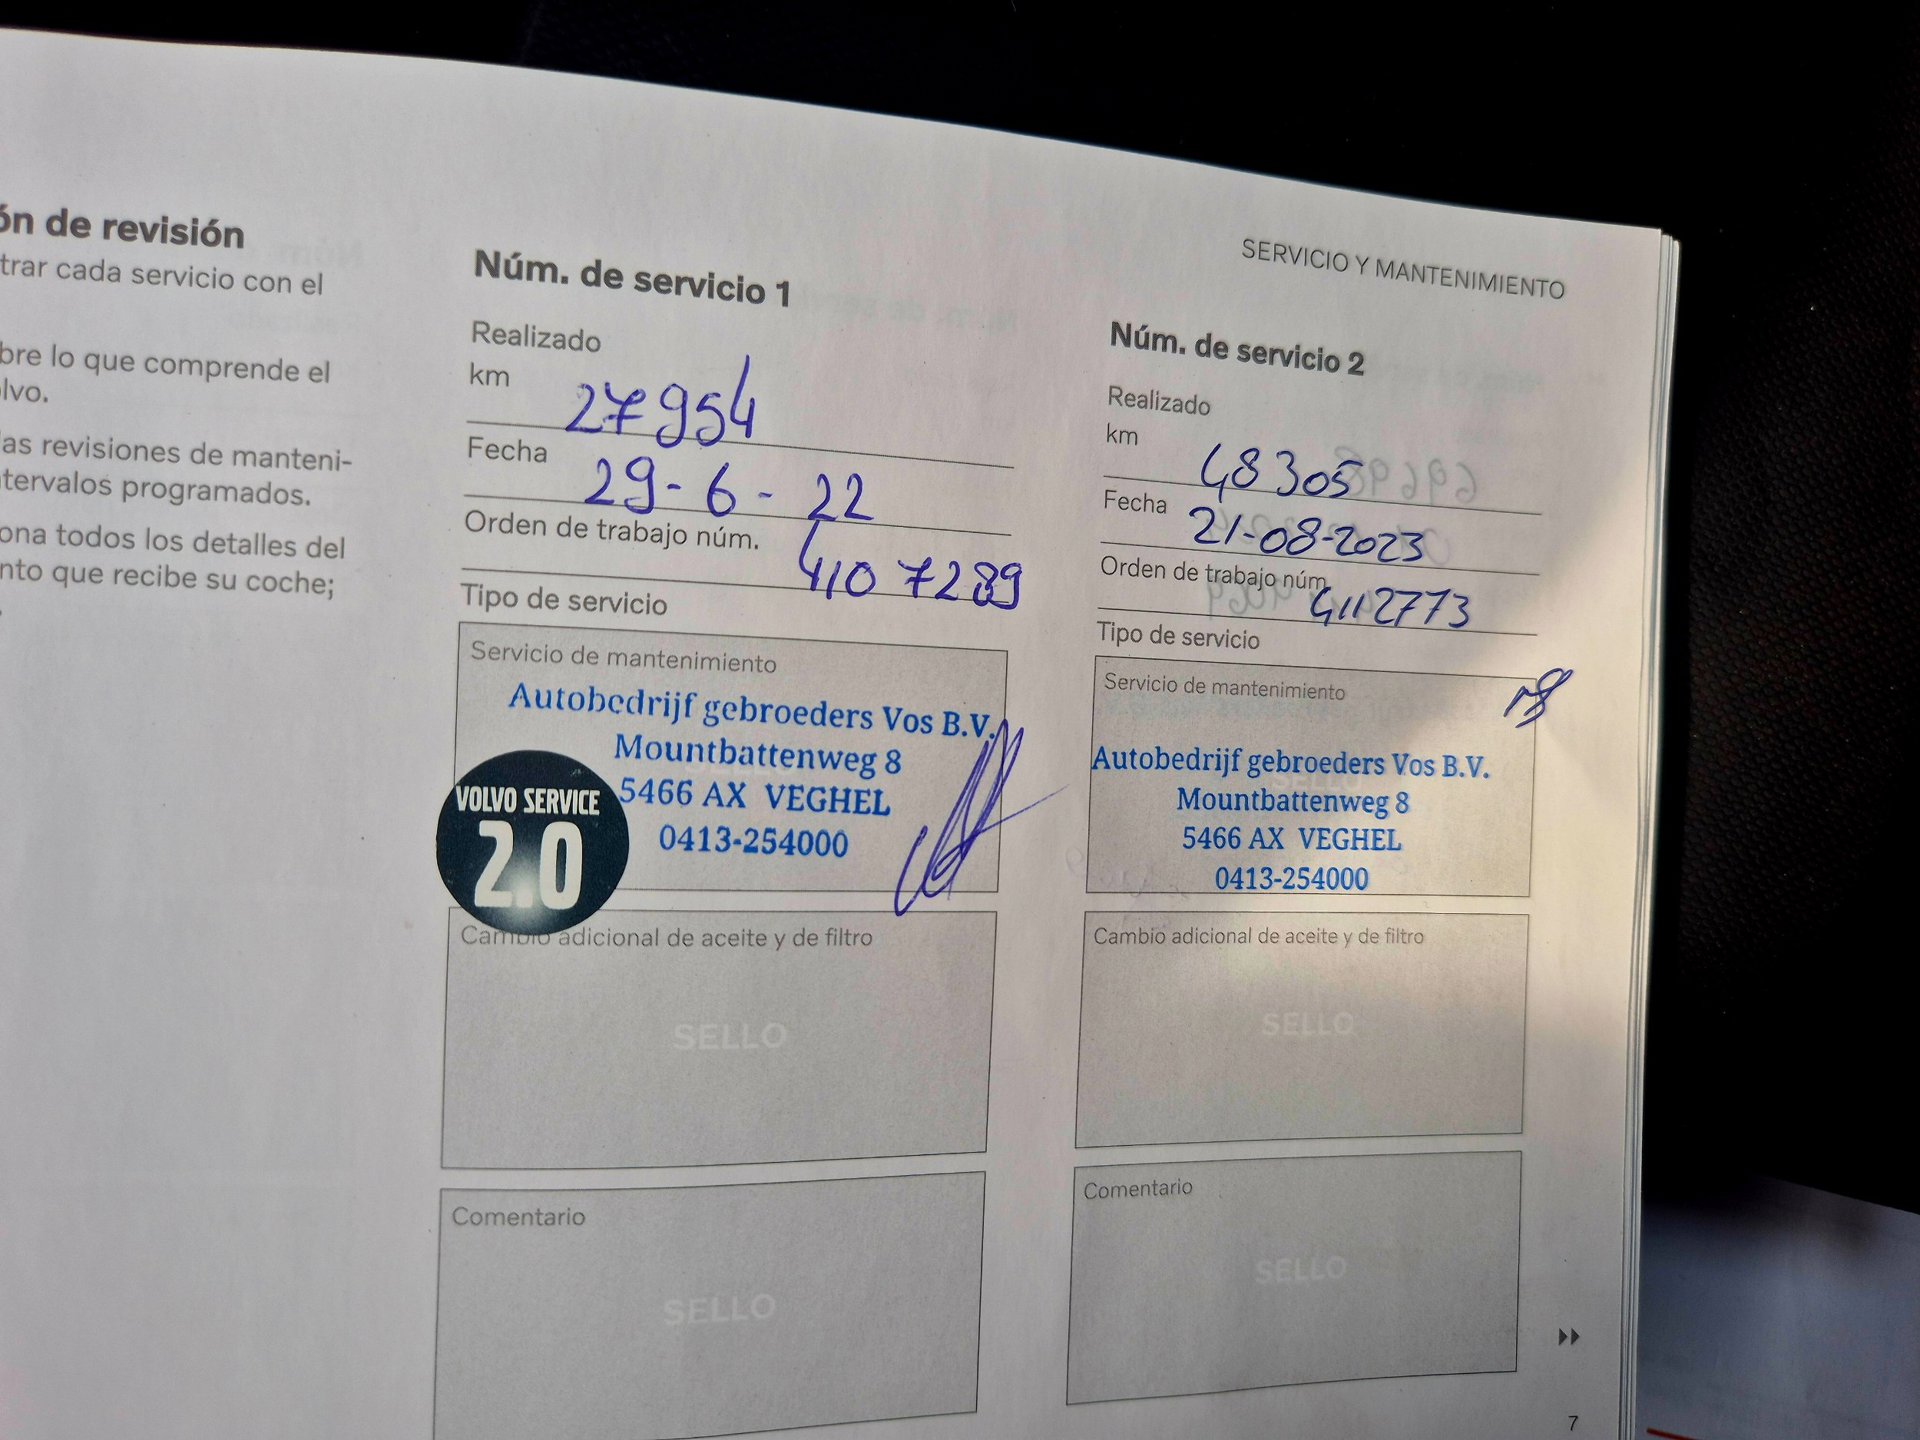 ón de revisión
trar cada servicio con el
bre lo que comprende el
lvo.
as revisiones de manteni-
tervalos programados.
ona todos los detalles del
nto que recibe su coche;
Núm. de servicio 1
Realizado
km 27954
Fecha 29-6-22
Orden de trabajo núm. 4107289
Tipo de servicio
Servicio de mantenimiento
Autobedrijf gebroeders Vos B.V.
Mountbattenweg 8
5466 AX VEGHEL
0413-254000
VOLVO SERVICE
2.0
Cambio adicional de aceite y de filtro
SELLO
Comentario
SELLO
SERVICIO Y MANTENIMIENTO
Núm. de servicio 2
Realizado
km 48305
Fecha 21-08-2023
Orden de trabajo núm. 4112773
Tipo de servicio
Servicio de mantenimiento
Autobedrijf gebroeders Vos B.V.
Mountbattenweg 8
5466 AX VEGHEL
0413-254000
Cambio adicional de aceite y de filtro
SELLO
Comentario
SELLO
7